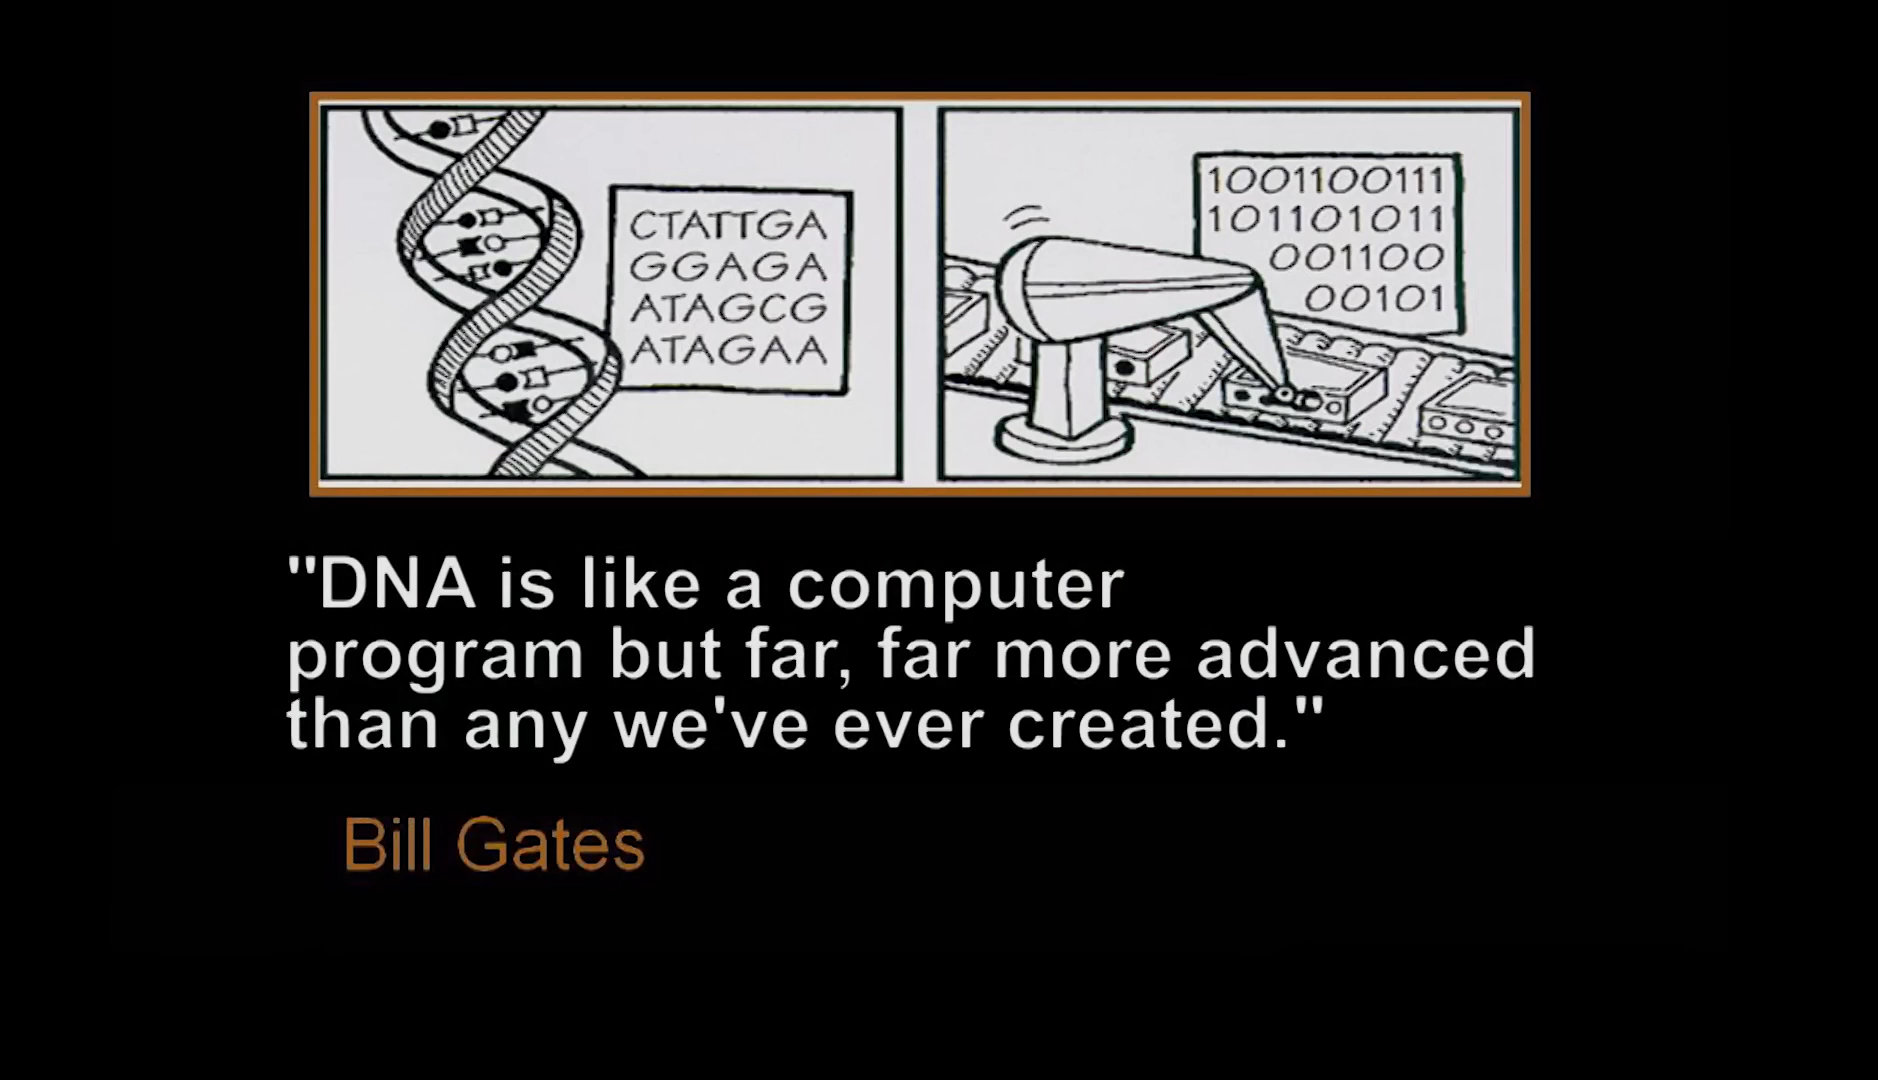 CTATTGA
GGAGA
ATAGCG
ATAGAA
1001100111
101101011
001100
00101
"DNA is like a computer
program but far, far more advanced
than any we've ever created."
Bill Gates